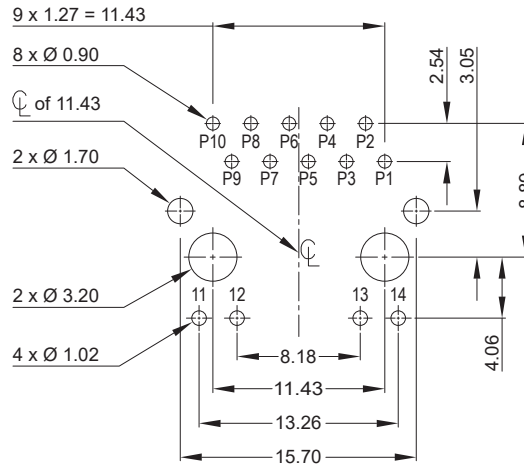 9 x 1.27 = 11.43
8 x Ø 0.90
2.54
3.05
℄ of 11.43
P10 P8 P6 P4 P2
P9 P7 P5 P3 P1
8.89
2 x Ø 1.70
℄
2 x Ø 3.20
11 12 13 14
4 x Ø 1.02
4.06
8.18
11.43
13.26
15.70